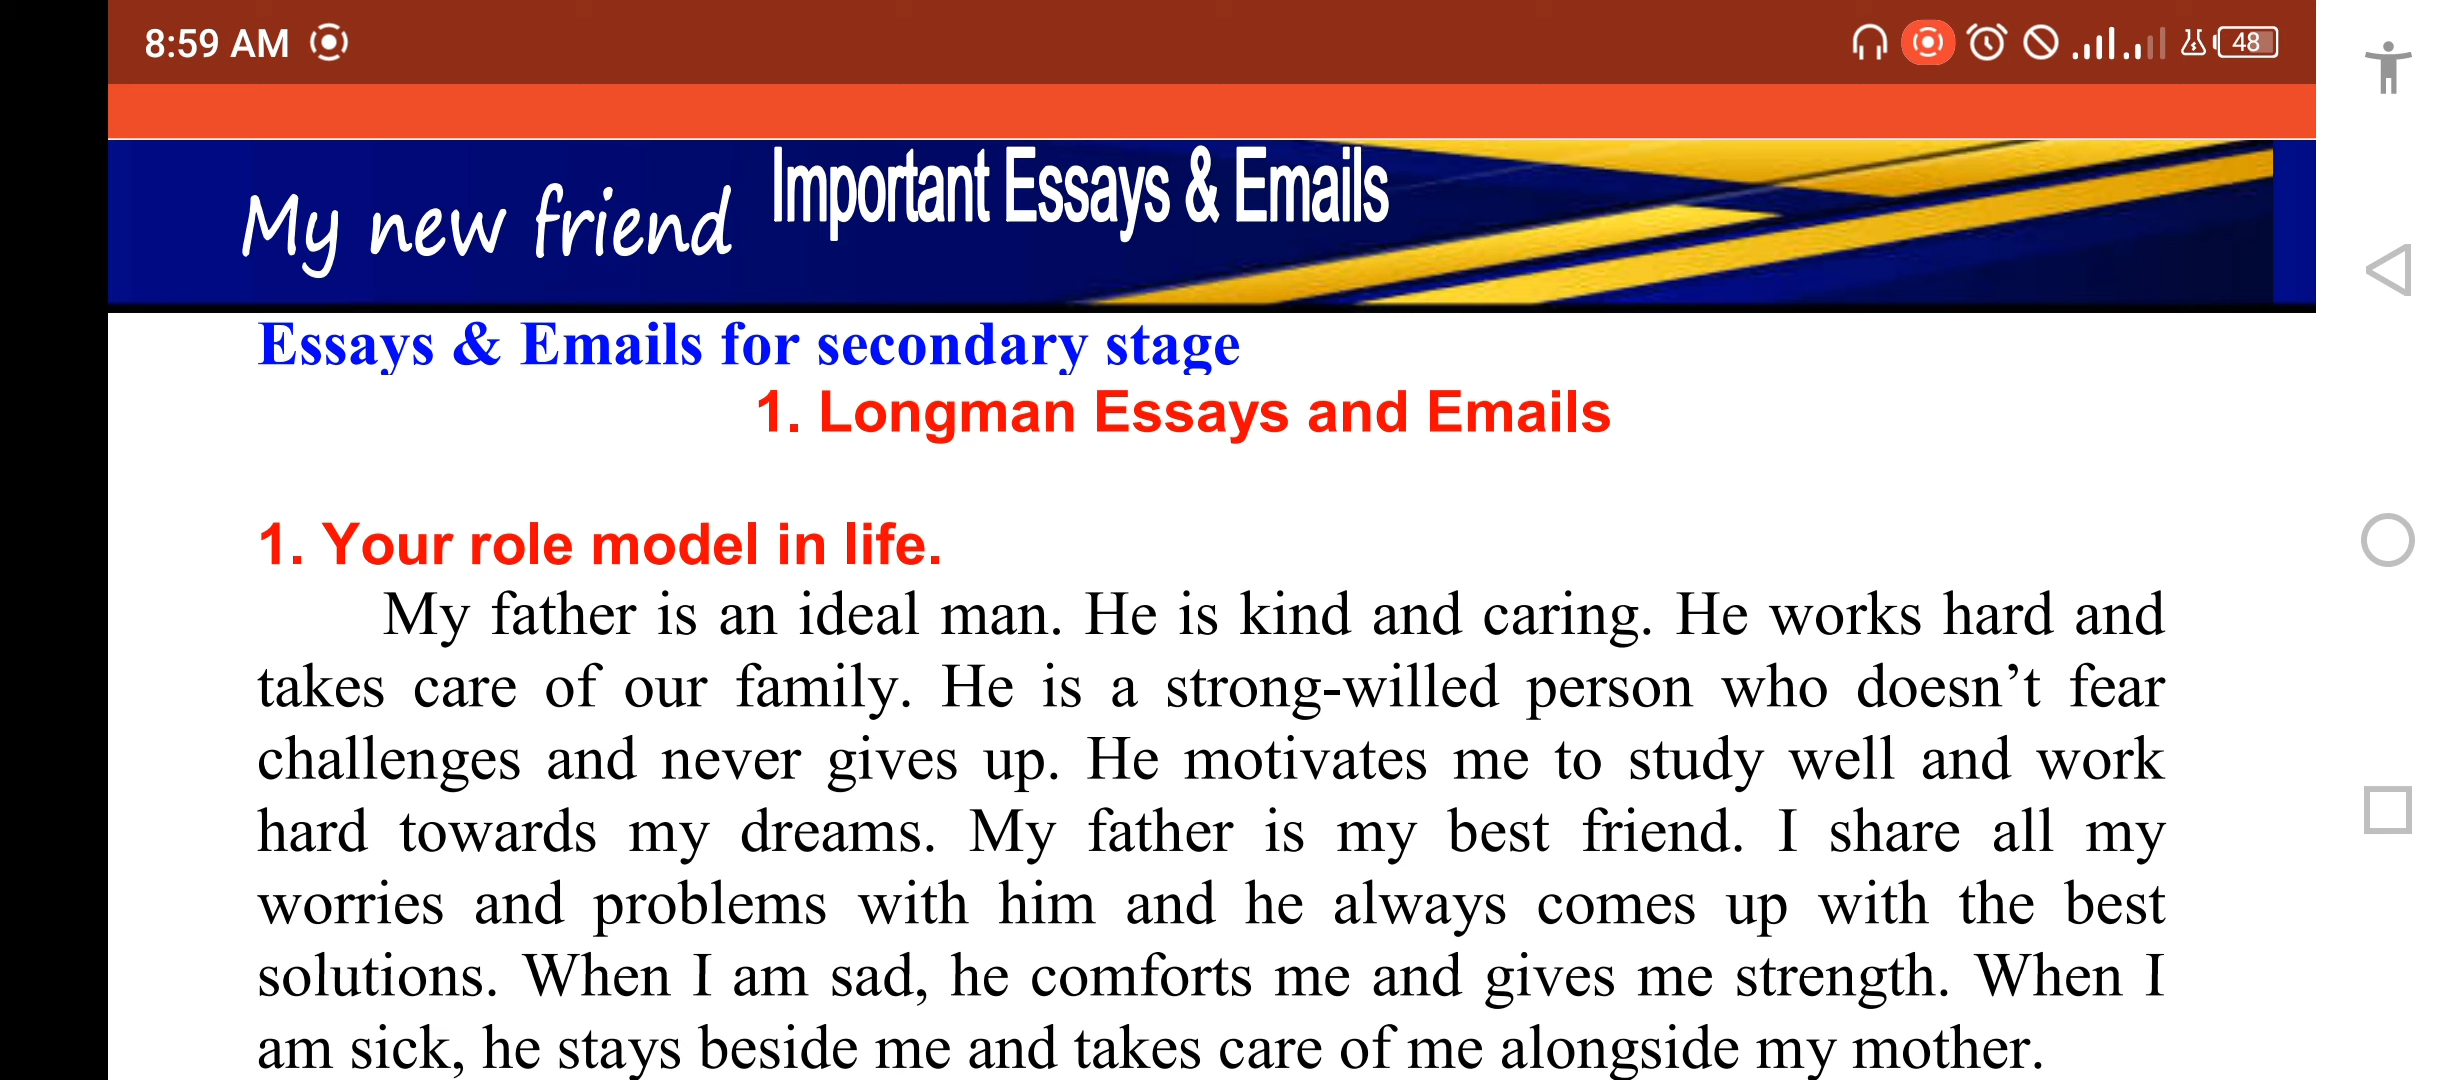 8:59 AM
48
My new friend
Important Essays & Emails
Essays & Emails for secondary stage
1. Longman Essays and Emails
1. Your role model in life.
My father is an ideal man. He is kind and caring. He works hard and
takes care of our family. He is a strong-willed person who doesn’t fear
challenges and never gives up. He motivates me to study well and work
hard towards my dreams. My father is my best friend. I share all my
worries and problems with him and he always comes up with the best
solutions. When I am sad, he comforts me and gives me strength. When I
am sick, he stays beside me and takes care of me alongside my mother.